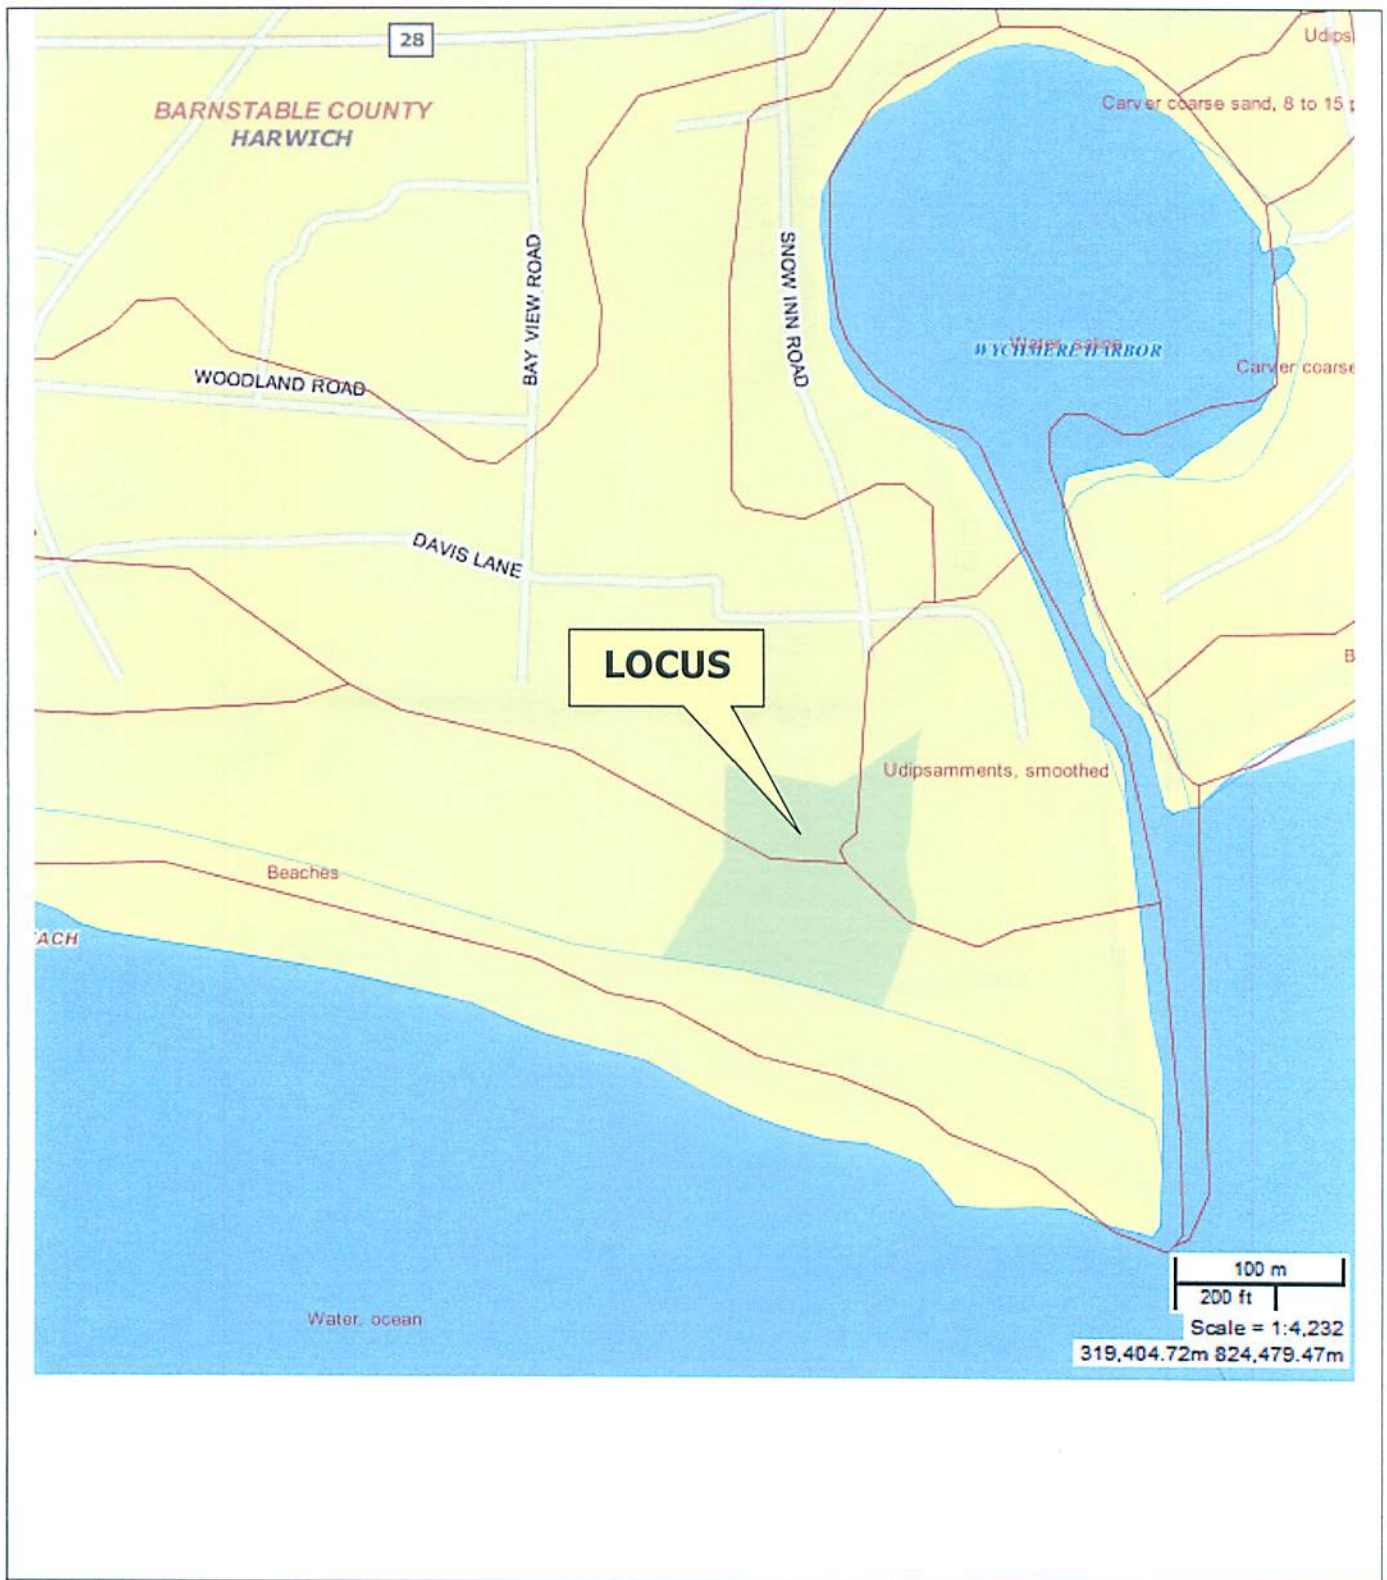 28
Udips
BARNSTABLE COUNTY
HARWICH
Carver coarse sand, 8 to 15 p
BAY VIEW ROAD
SNOW INN ROAD
Water, saline
WYCHMERE HARBOR
Carver coarse
WOODLAND ROAD
DAVIS LANE
LOCUS
B
Udipsamments, smoothed
Beaches
ACH
100 m
200 ft
Scale = 1:4,232
319,404.72m 824,479.47m
Water, ocean